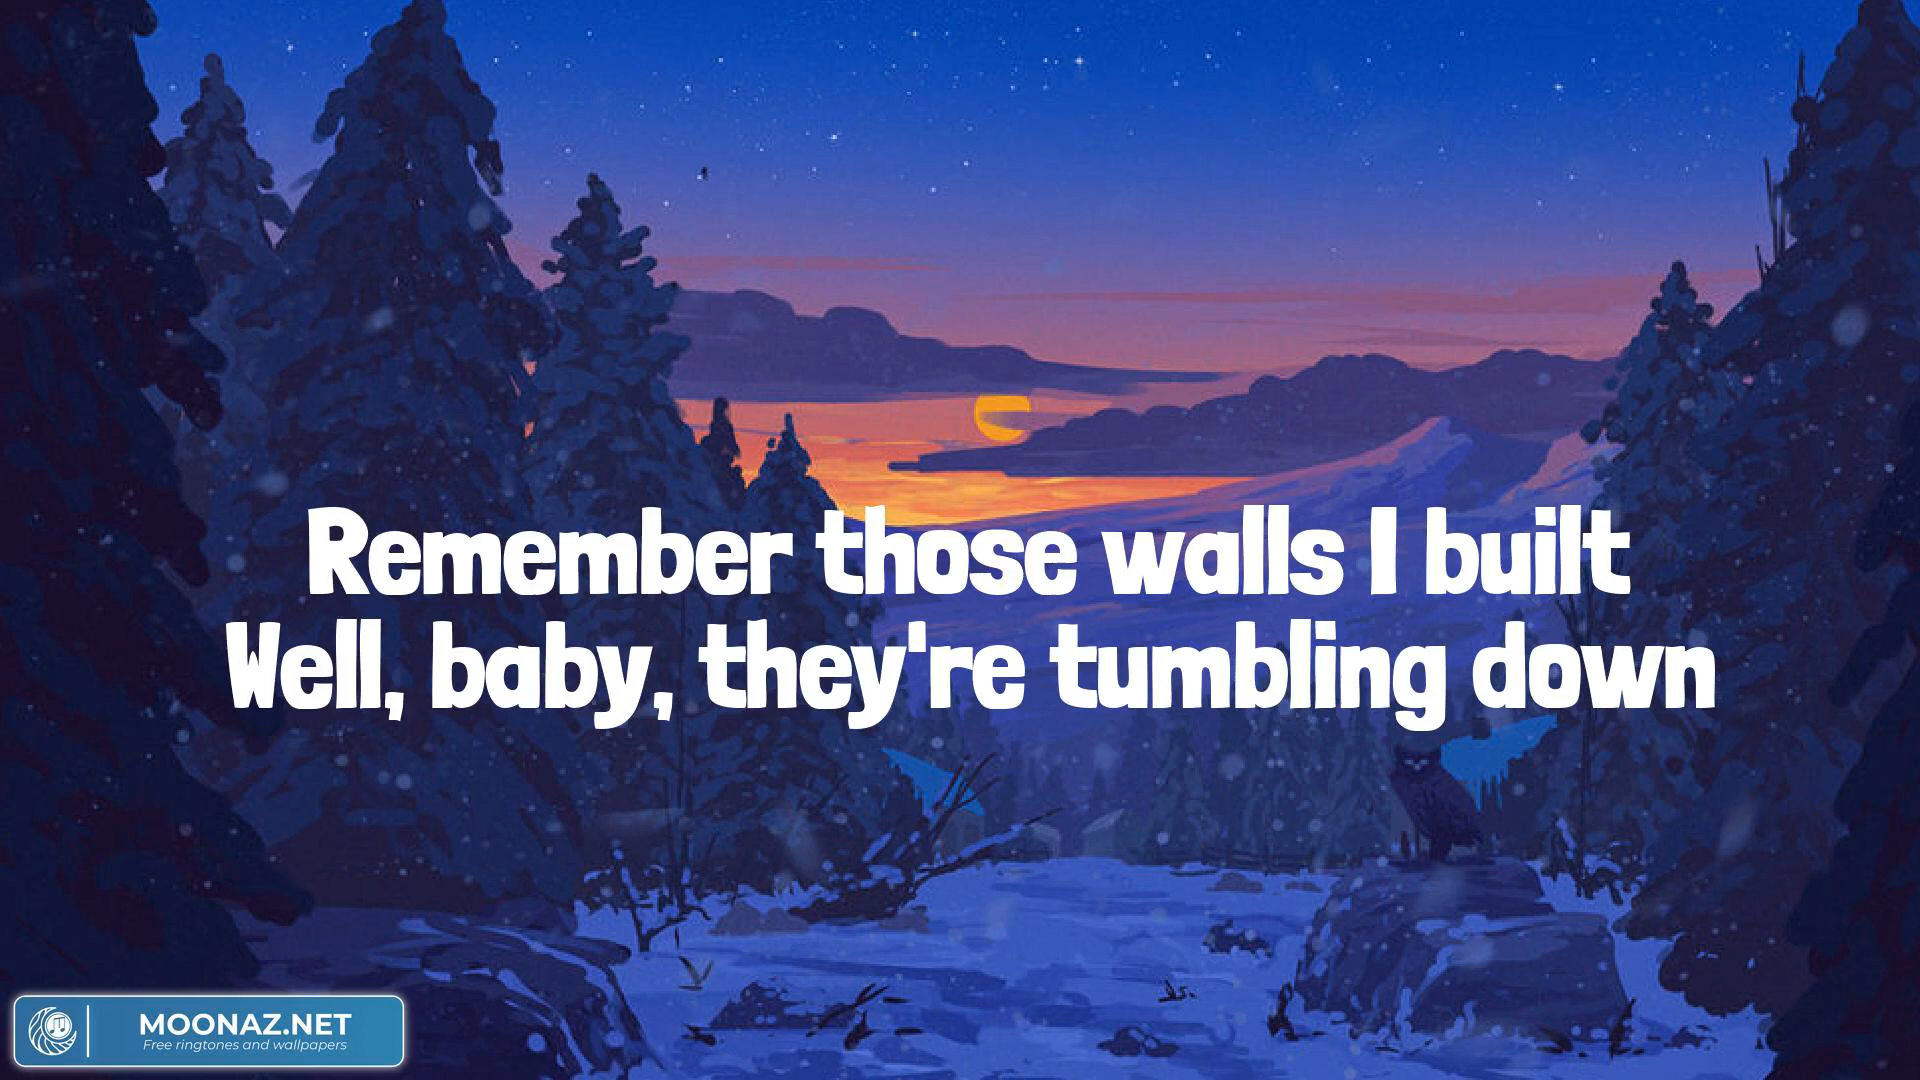 Remember those walls I built
Well, baby, they're tumbling down
MOONAZ.NET
Free ringtones and wallpapers